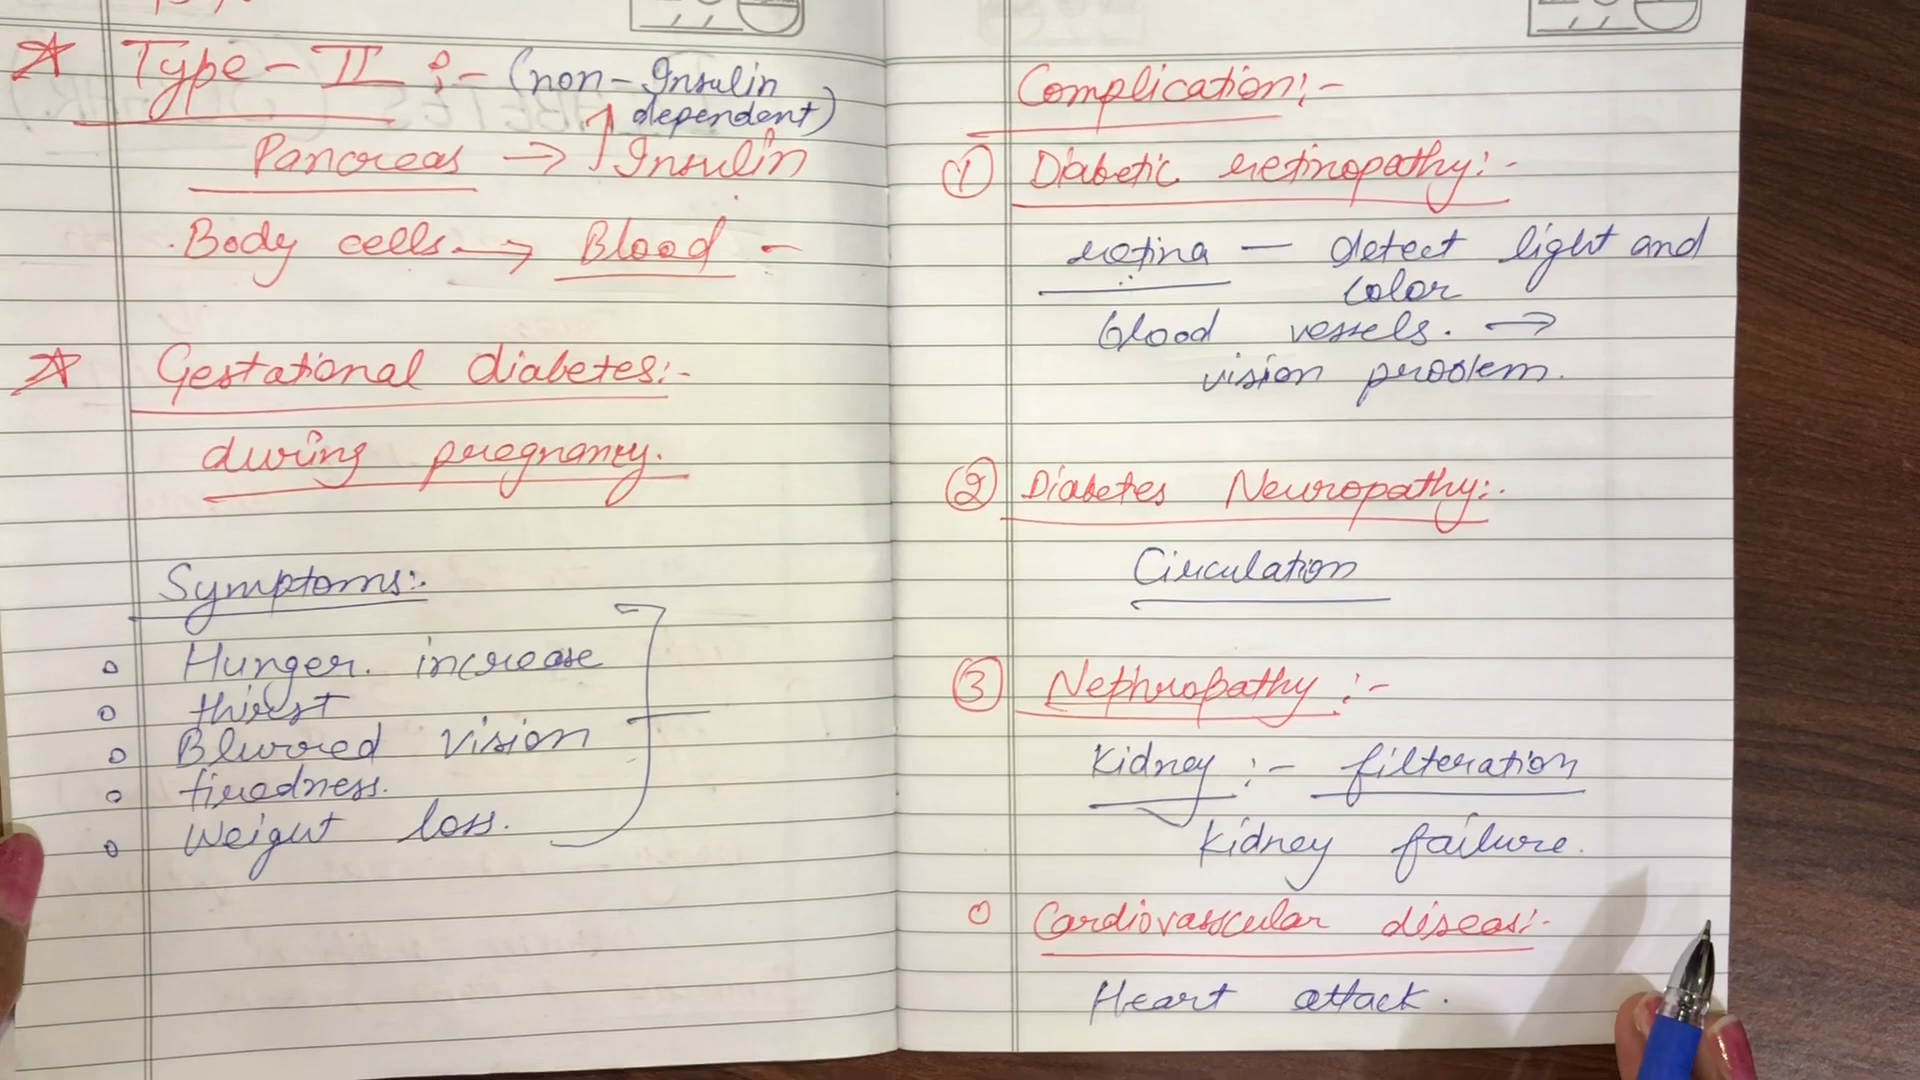 Type - II :- (non-Insulin
dependent)
Pancreas → ↑ Insulin
Body cells → Blood -
Gestational diabetes:-
during pregnancy.
Symptoms:-
Hunger. increase
thirst
Blurred vision
tiredness.
Weight loss.
Complication:-
① Diabetic retinopathy:-
retina — detect light and
color
blood vessels. →
vision problem.
② Diabetes Neuropathy:-
Circulation
③ Nephropathy :-
Kidney :- filteration
Kidney failure.
Cardiovascular diseas:-
Heart attack.